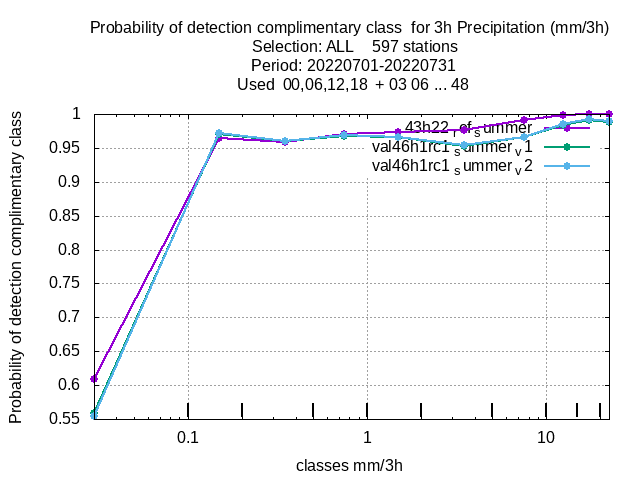 Probability of detection complimentary class  for 3h Precipitation (mm/3h)
Selection: ALL    597 stations
Period: 20220701-20220731
Used  00,06,12,18  + 03 06 ... 48
Probability of detection complimentary class
1
0.95
0.9
0.85
0.8
0.75
0.7
0.65
0.6
0.55
43h22_ref_summer
val46h1rc1_summer_v1
val46h1rc1_summer_v2
0.1
1
10
classes mm/3h